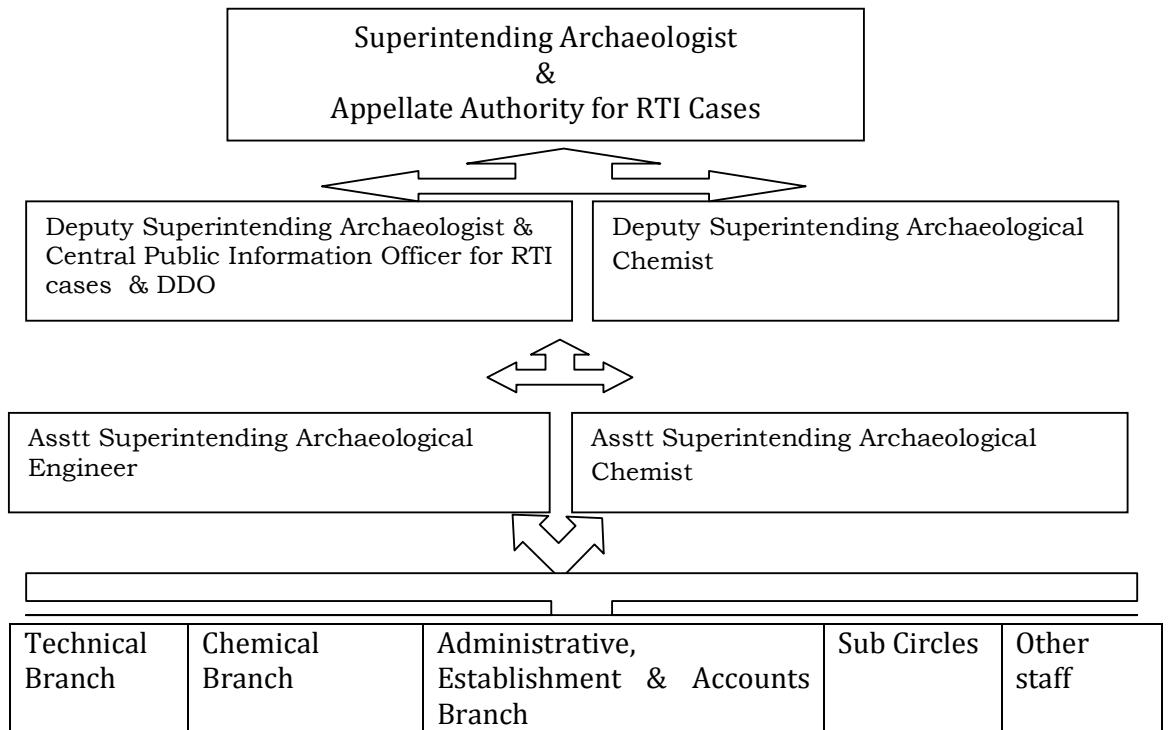 Superintending Archaeologist
&
Appellate Authority for RTI Cases
Deputy Superintending Archaeologist &
Central Public Information Officer for RTI
cases & DDO
Deputy Superintending Archaeological
Chemist
Asstt Superintending Archaeological
Engineer
Asstt Superintending Archaeological
Chemist
Technical
Branch
Chemical
Branch
Administrative,
Establishment & Accounts
Branch
Sub Circles
Other
staff